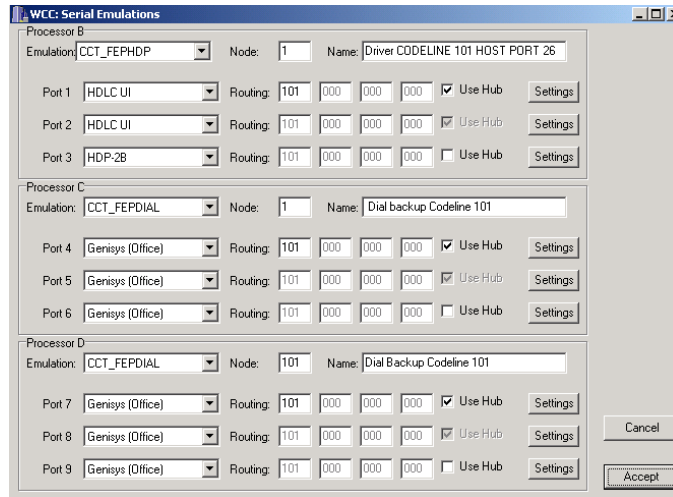 WCC: Serial Emulations
Processor B
Emulation: CCT_FEPHDP Node: 1 Name: Driver CODELINE 101 HOST PORT 26
Port 1 HDLC UI Routing: 101 000 000 000 Use Hub Settings
Port 2 HDLC UI Routing: 101 000 000 000 Use Hub Settings
Port 3 HDP-2B Routing: 101 000 000 000 Use Hub Settings
Processor C
Emulation: CCT_FEPDIAL Node: 1 Name: Dial backup Codeline 101
Port 4 Genisys (Office) Routing: 101 000 000 000 Use Hub Settings
Port 5 Genisys (Office) Routing: 101 000 000 000 Use Hub Settings
Port 6 Genisys (Office) Routing: 101 000 000 000 Use Hub Settings
Processor D
Emulation: CCT_FEPDIAL Node: 101 Name: Dial Backup Codeline 101
Port 7 Genisys (Office) Routing: 101 000 000 000 Use Hub Settings
Port 8 Genisys (Office) Routing: 101 000 000 000 Use Hub Settings
Cancel
Port 9 Genisys (Office) Routing: 101 000 000 000 Use Hub Settings
Accept